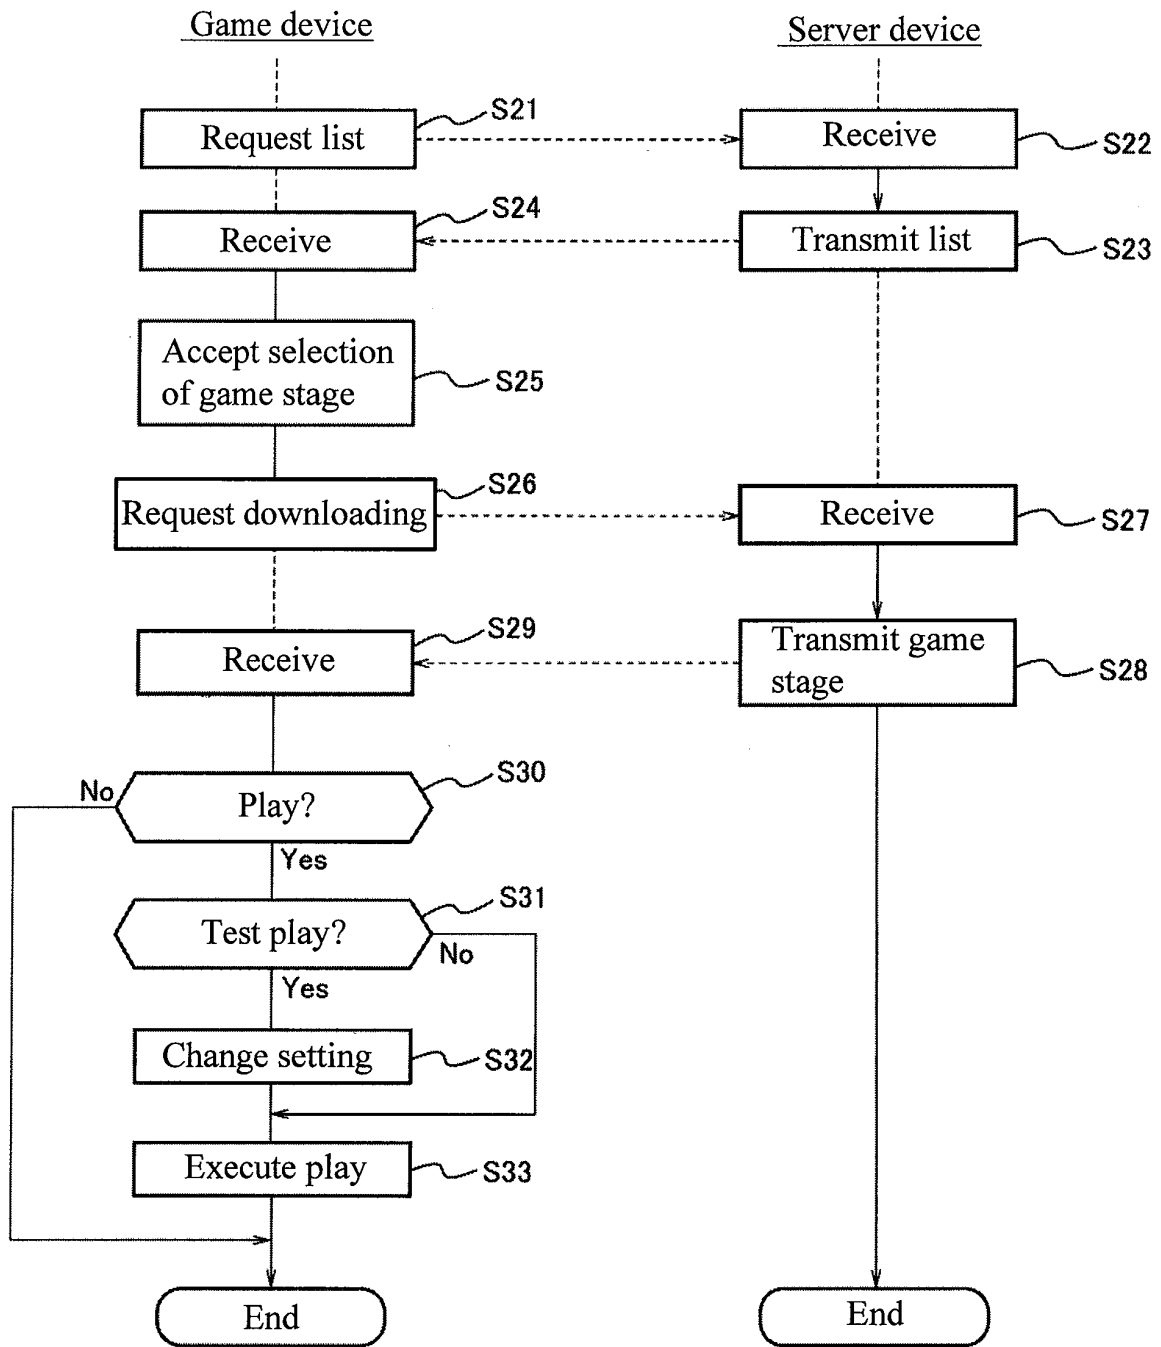 Game device
Server device
Request list
S21
Receive
S22
Receive
S24
Transmit list
S23
Accept selection
of game stage
S25
Request downloading
S26
Receive
S27
Receive
S29
Transmit game
stage
S28
Play?
S30
No
Yes
Test play?
S31
No
Yes
Change setting
S32
Execute play
S33
End
End